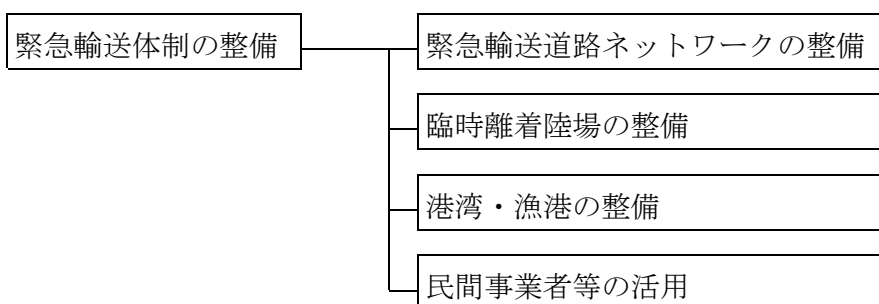 緊急輸送体制の整備
緊急輸送道路ネットワークの整備
臨時離着陸場の整備
港湾・漁港の整備
民間事業者等の活用